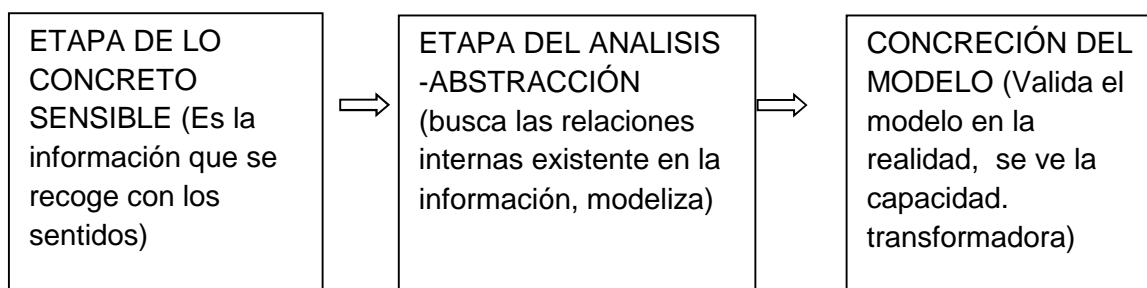 ETAPA DE LO
CONCRETO
SENSIBLE (Es la
información que se
recoge con los
sentidos)
ETAPA DEL ANALISIS
-ABSTRACCIÓN
(busca las relaciones
internas existente en la
información, modeliza)
CONCRECIÓN DEL
MODELO (Valida el
modelo en la
realidad, se ve la
capacidad.
transformadora)